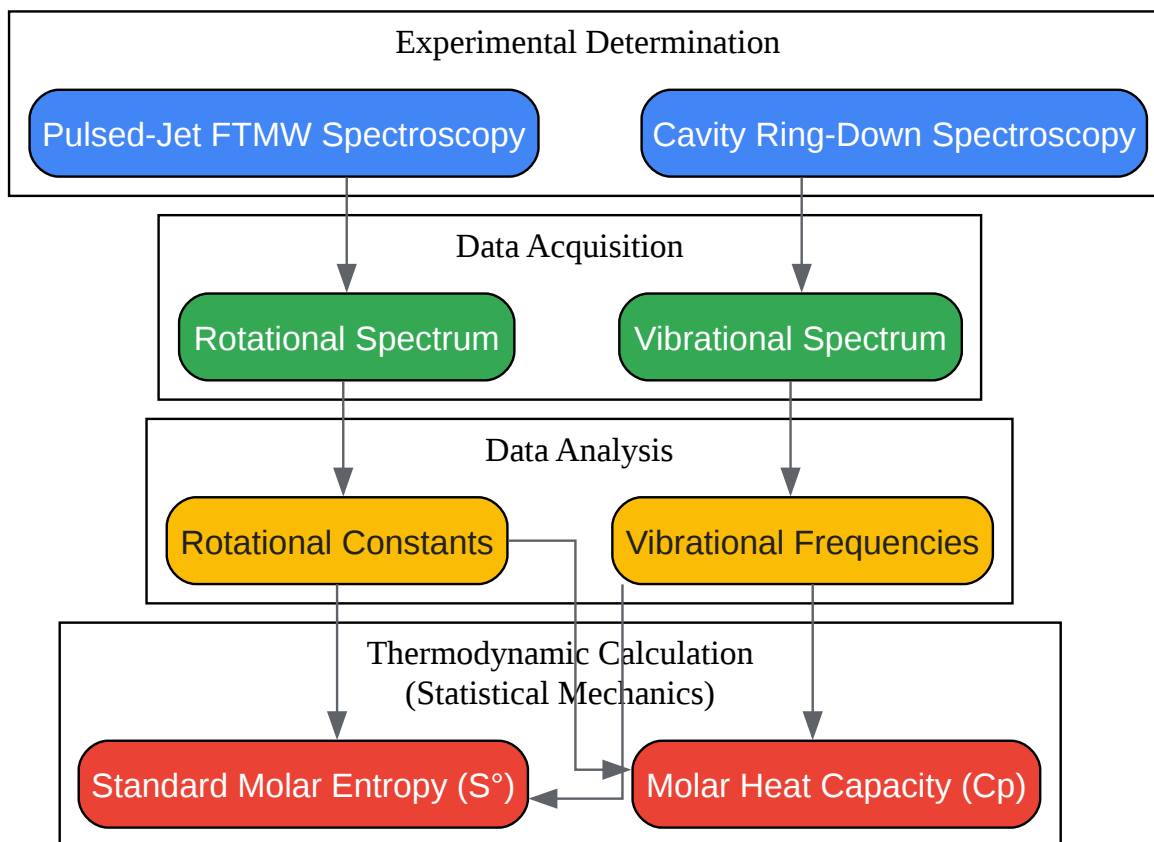 Experimental Determination
Pulsed-Jet FTMW Spectroscopy
Cavity Ring-Down Spectroscopy
Data Acquisition
Rotational Spectrum
Vibrational Spectrum
Data Analysis
Rotational Constants
Vibrational Frequencies
Thermodynamic Calculation
(Statistical Mechanics)
Standard Molar Entropy (S°)
Molar Heat Capacity (Cp)